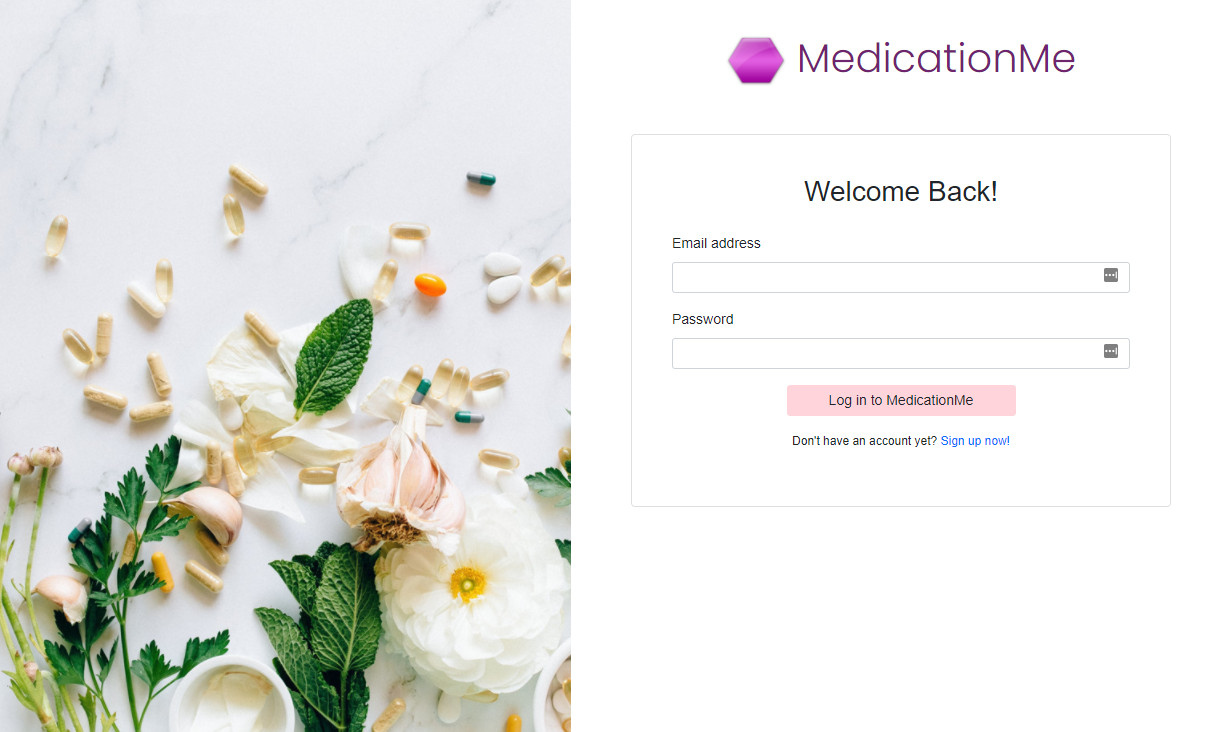 MedicationMe
Welcome Back!
Email address
Password
Log in to MedicationMe
Don't have an account yet? Sign up now!